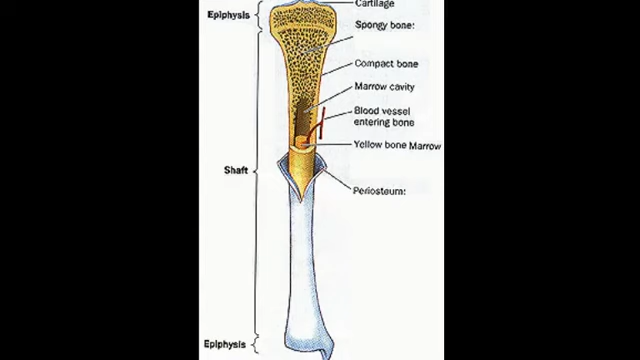 Cartilage
Epiphysis
Spongy bone:
Compact bone
Marrow cavity
Blood vessel
entering bone
Yellow bone Marrow
Shaft
Periosteum:
Epiphysis